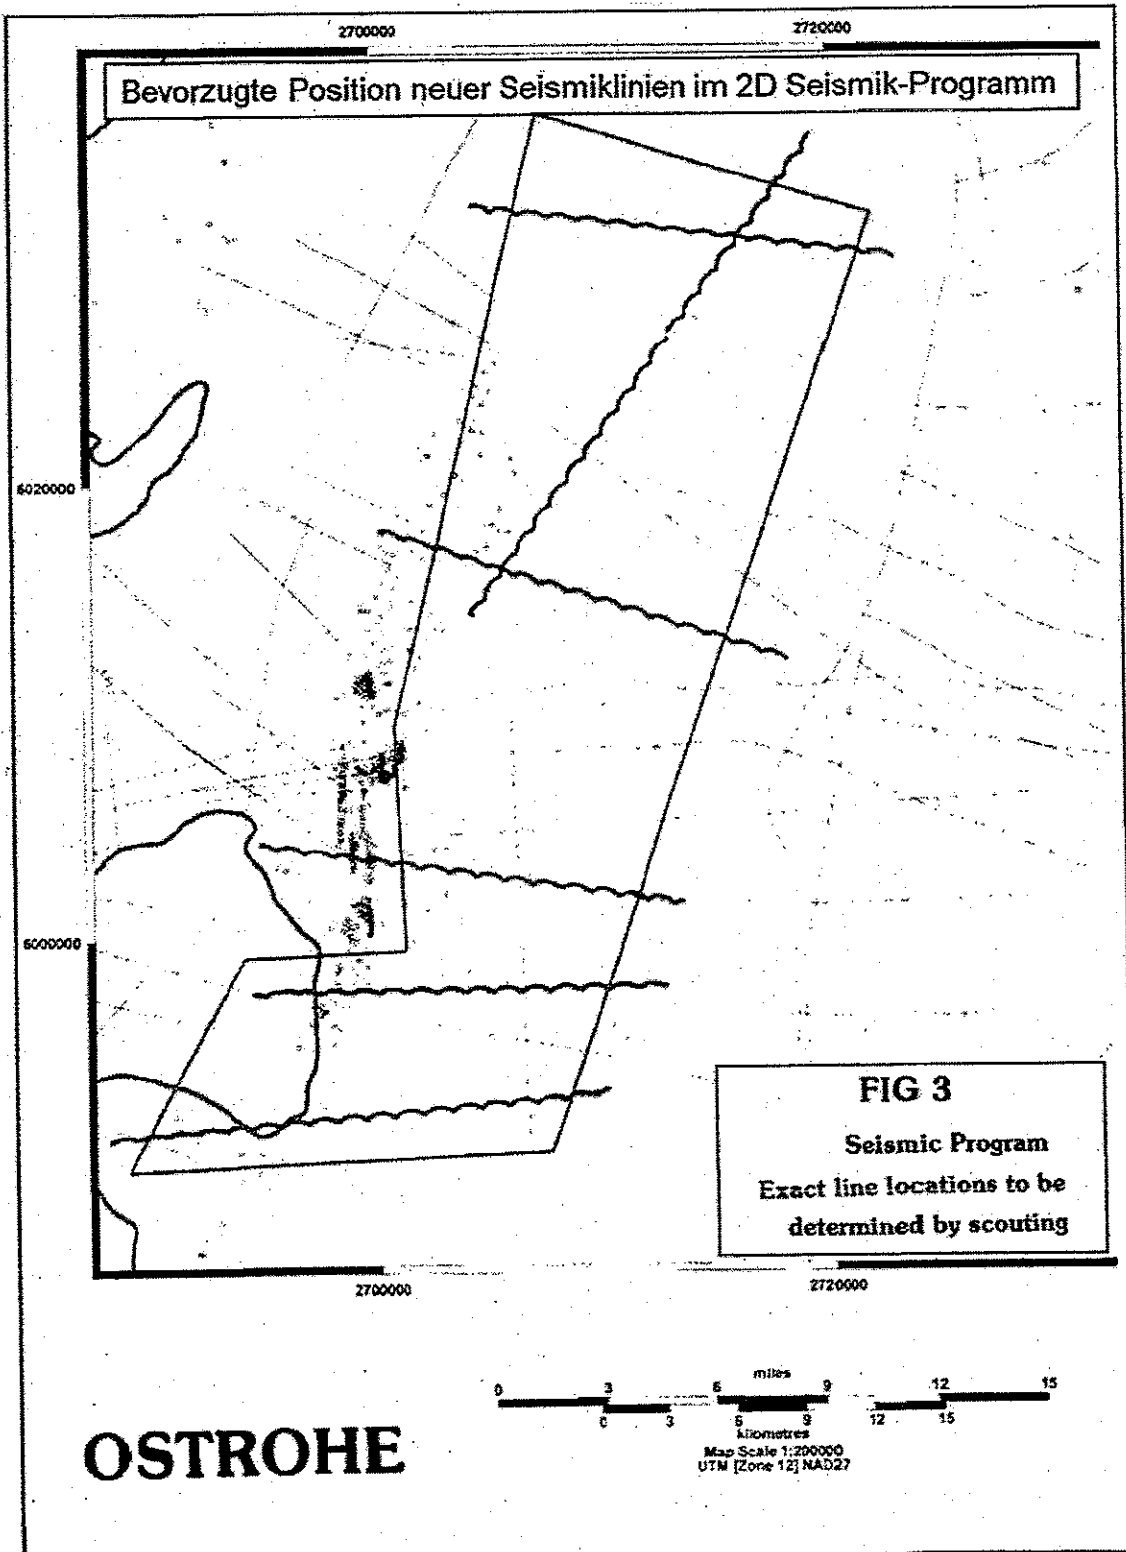 2700000 2720000
Bevorzugte Position neuer Seismiklinien im 2D Seismik-Programm
6020000
6000000
FIG 3
Seismic Program
Exact line locations to be
determined by scouting
2700000 2720000
miles
0 3 6 9 12 15
0 3 6 9 12 15
kilometres
Map Scale 1:200000
UTM [Zone 12] NAD27
OSTROHE